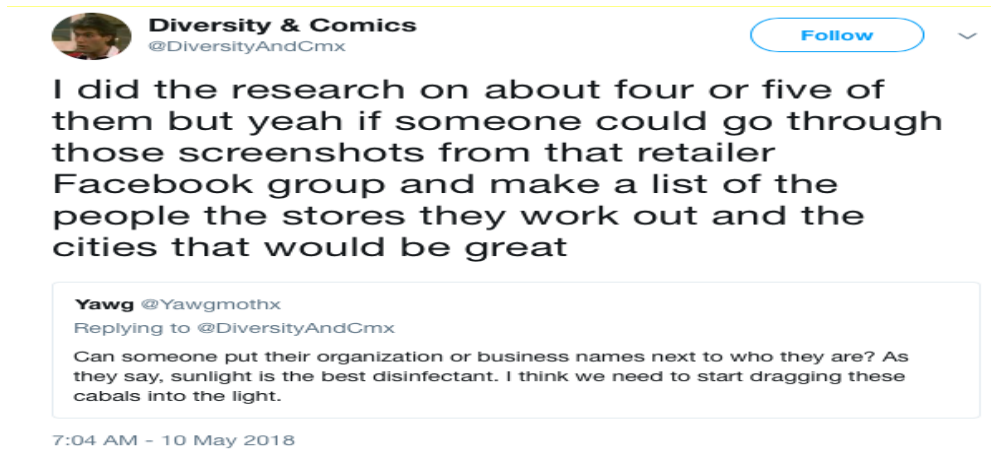 Diversity & Comics
@DiversityAndCmx
Follow
I did the research on about four or five of
them but yeah if someone could go through
those screenshots from that retailer
Facebook group and make a list of the
people the stores they work out and the
cities that would be great
Yawg @Yawgmothx
Replying to @DiversityAndCmx
Can someone put their organization or business names next to who they are? As
they say, sunlight is the best disinfectant. I think we need to start dragging these
cabals into the light.
7:04 AM - 10 May 2018